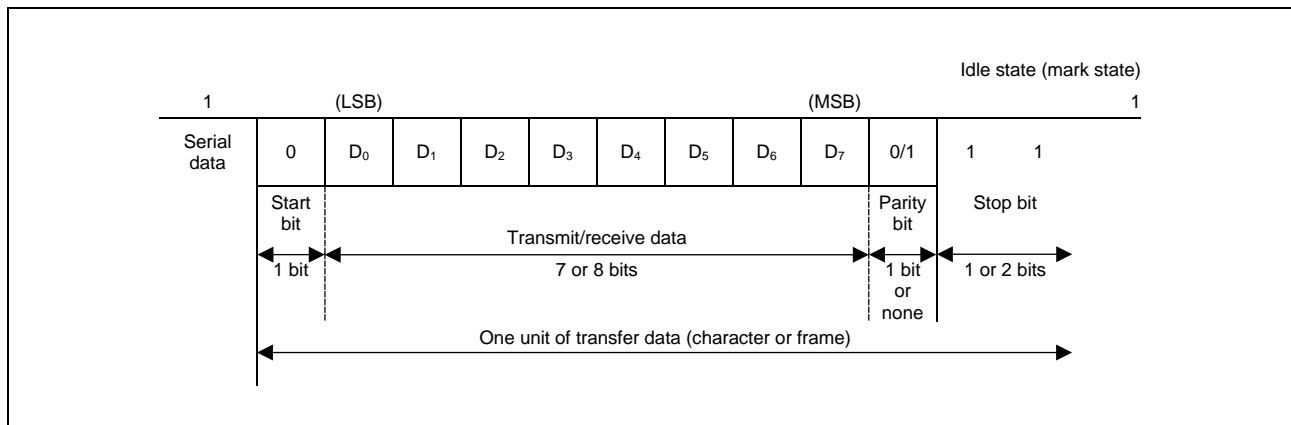 Idle state (mark state)
1 (LSB) (MSB) 1
Serial data 0 D₀ D₁ D₂ D₃ D₄ D₅ D₆ D₇ 0/1 1 1
Start bit
Parity bit
Stop bit
Transmit/receive data
1 bit
7 or 8 bits
1 bit or none
1 or 2 bits
One unit of transfer data (character or frame)